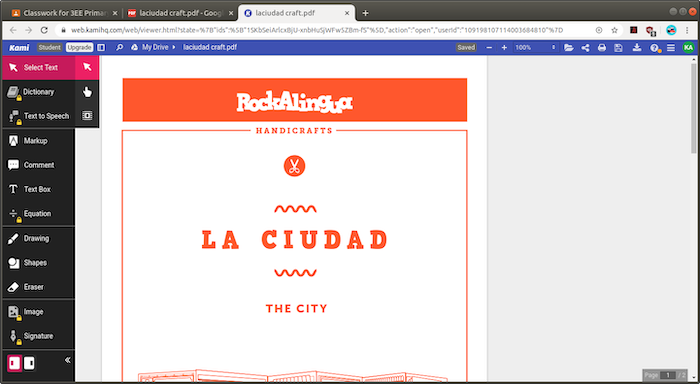 Classwork for 3EE Primar
laciudad craft.pdf - Googl
laciudad craft.pdf
web.kamihq.com/web/viewer.html?state=%7B"ids":%5B"1SKbSeiArlcxBjU-xnbHuSjWFwSZBm-fS"%5D,"action":"open","userId":"109198107114003684810"%7D
Kami
Student
Upgrade
My Drive
laciudad craft.pdf
Saved
100%
KA
Select Text
Dictionary
Text to Speech
Markup
Comment
Text Box
Equation
Drawing
Shapes
Eraser
Image
Signature
RockAlingua
HANDICRAFTS
LA CIUDAD
THE CITY
Page 1 / 2